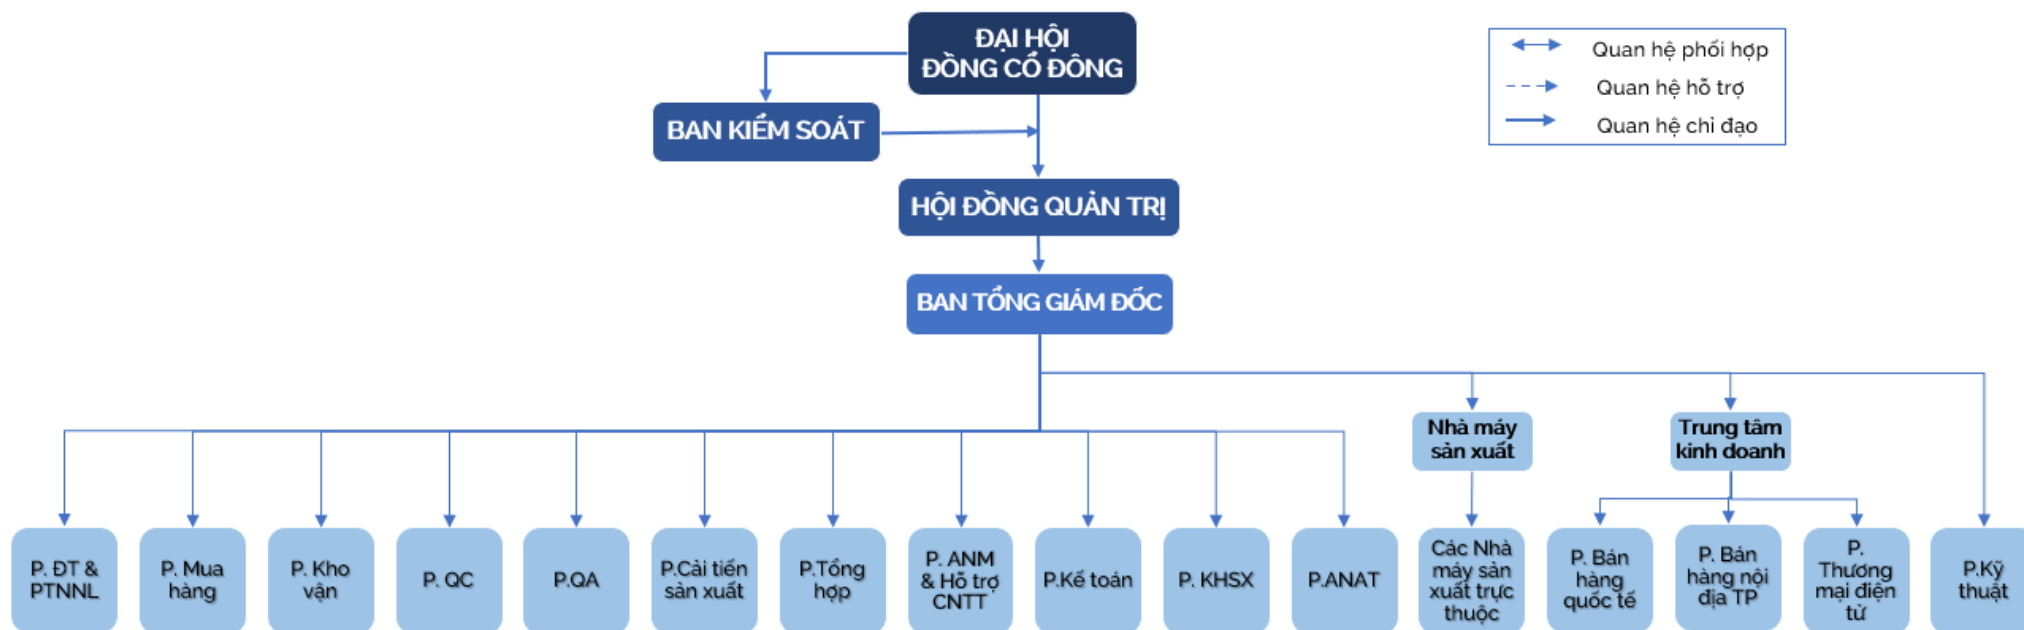 ĐẠI HỘI
ĐỒNG CỔ ĐÔNG
Quan hệ phối hợp
Quan hệ hỗ trợ
Quan hệ chỉ đạo
BAN KIỂM SOÁT
HỘI ĐỒNG QUẢN TRỊ
BAN TỔNG GIÁM ĐỐC
Nhà máy
sản xuất
Trung tâm
kinh doanh
P. ĐT &
PTNNL
P. Mua
hàng
P. Kho
vận
P. QC
P.QA
P.Cải tiến
sản xuất
P.Tổng
hợp
P. ANM
& Hỗ trợ
CNTT
P.Kế toán
P. KHSX
P.ANAT
Các Nhà
máy sản
xuất trực
thuộc
P. Bán
hàng
quốc tế
P. Bán
hàng nội
địa TP
P.
Thương
mại điện
tử
P.Kỹ
thuật